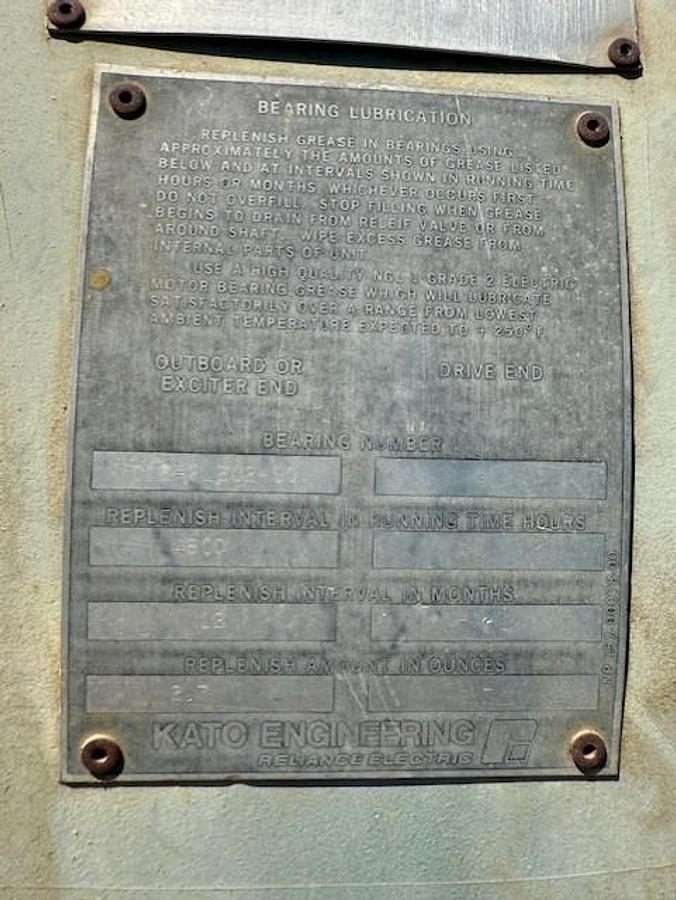 BEARING LUBRICATION
REPLENISH GREASE IN BEARINGS USING
APPROXIMATELY THE AMOUNTS OF GREASE LISTED
BELOW AND AT INTERVALS SHOWN IN RUNNING TIME
HOURS OR MONTHS, WHICHEVER OCCURS FIRST.
DO NOT OVERFILL. STOP FILLING WHEN GREASE
BEGINS TO DRAIN FROM RELEIF VALVE OR FROM
AROUND SHAFT. WIPE EXCESS GREASE FROM
INTERNAL PARTS OF UNIT.
USE A HIGH QUALITY NGL 1 GRADE 2 ELECTRIC
MOTOR BEARING GREASE WHICH WILL LUBRICATE
SATISFACTORILY OVER A RANGE FROM LOWEST
AMBIENT TEMPERATURE EXPECTED TO + 250° F.
OUTBOARD OR
EXCITER END
DRIVE END
BEARING NUMBER
REPLENISH INTERVAL IN RUNNING TIME HOURS
REPLENISH INTERVAL IN MONTHS
12
REPLENISH AMOUNT IN OUNCES
KATO ENGINEERING
RELIANCE ELECTRIC